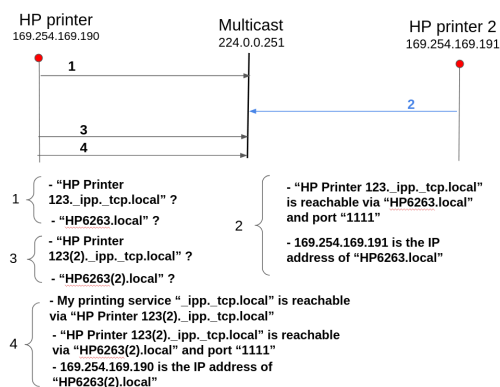 HP printer
169.254.169.190
Multicast
224.0.0.251
HP printer 2
169.254.169.191
1
2
3
4
1
- “HP Printer
123._ipp._tcp.local” ?
- “HP6263.local” ?
2
- “HP Printer 123._ipp._tcp.local”
is reachable via “HP6263.local”
and port “1111”
- 169.254.169.191 is the IP
address of “HP6263.local”
3
- “HP Printer
123(2)._ipp._tcp.local” ?
- “HP6263(2).local” ?
4
- My printing service “_ipp._tcp.local” is reachable
via “HP Printer 123(2)._ipp._tcp.local”
- “HP Printer 123(2)._ipp._tcp.local” is reachable
via “HP6263(2).local” and port “1111”
- 169.254.169.190 is the IP address of
“HP6263(2).local”